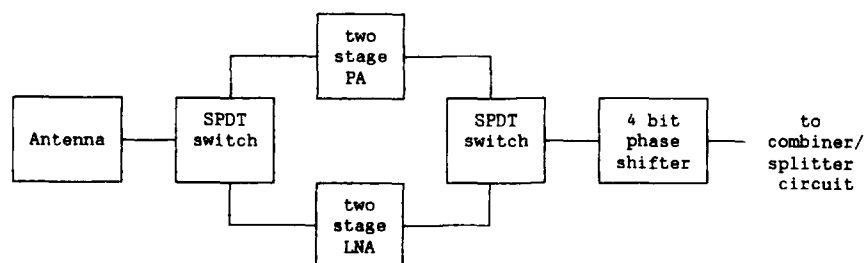 two
stage
PA
Antenna
SPDT
switch
SPDT
switch
4 bit
phase
shifter
to
combiner/
splitter
circuit
two
stage
LNA